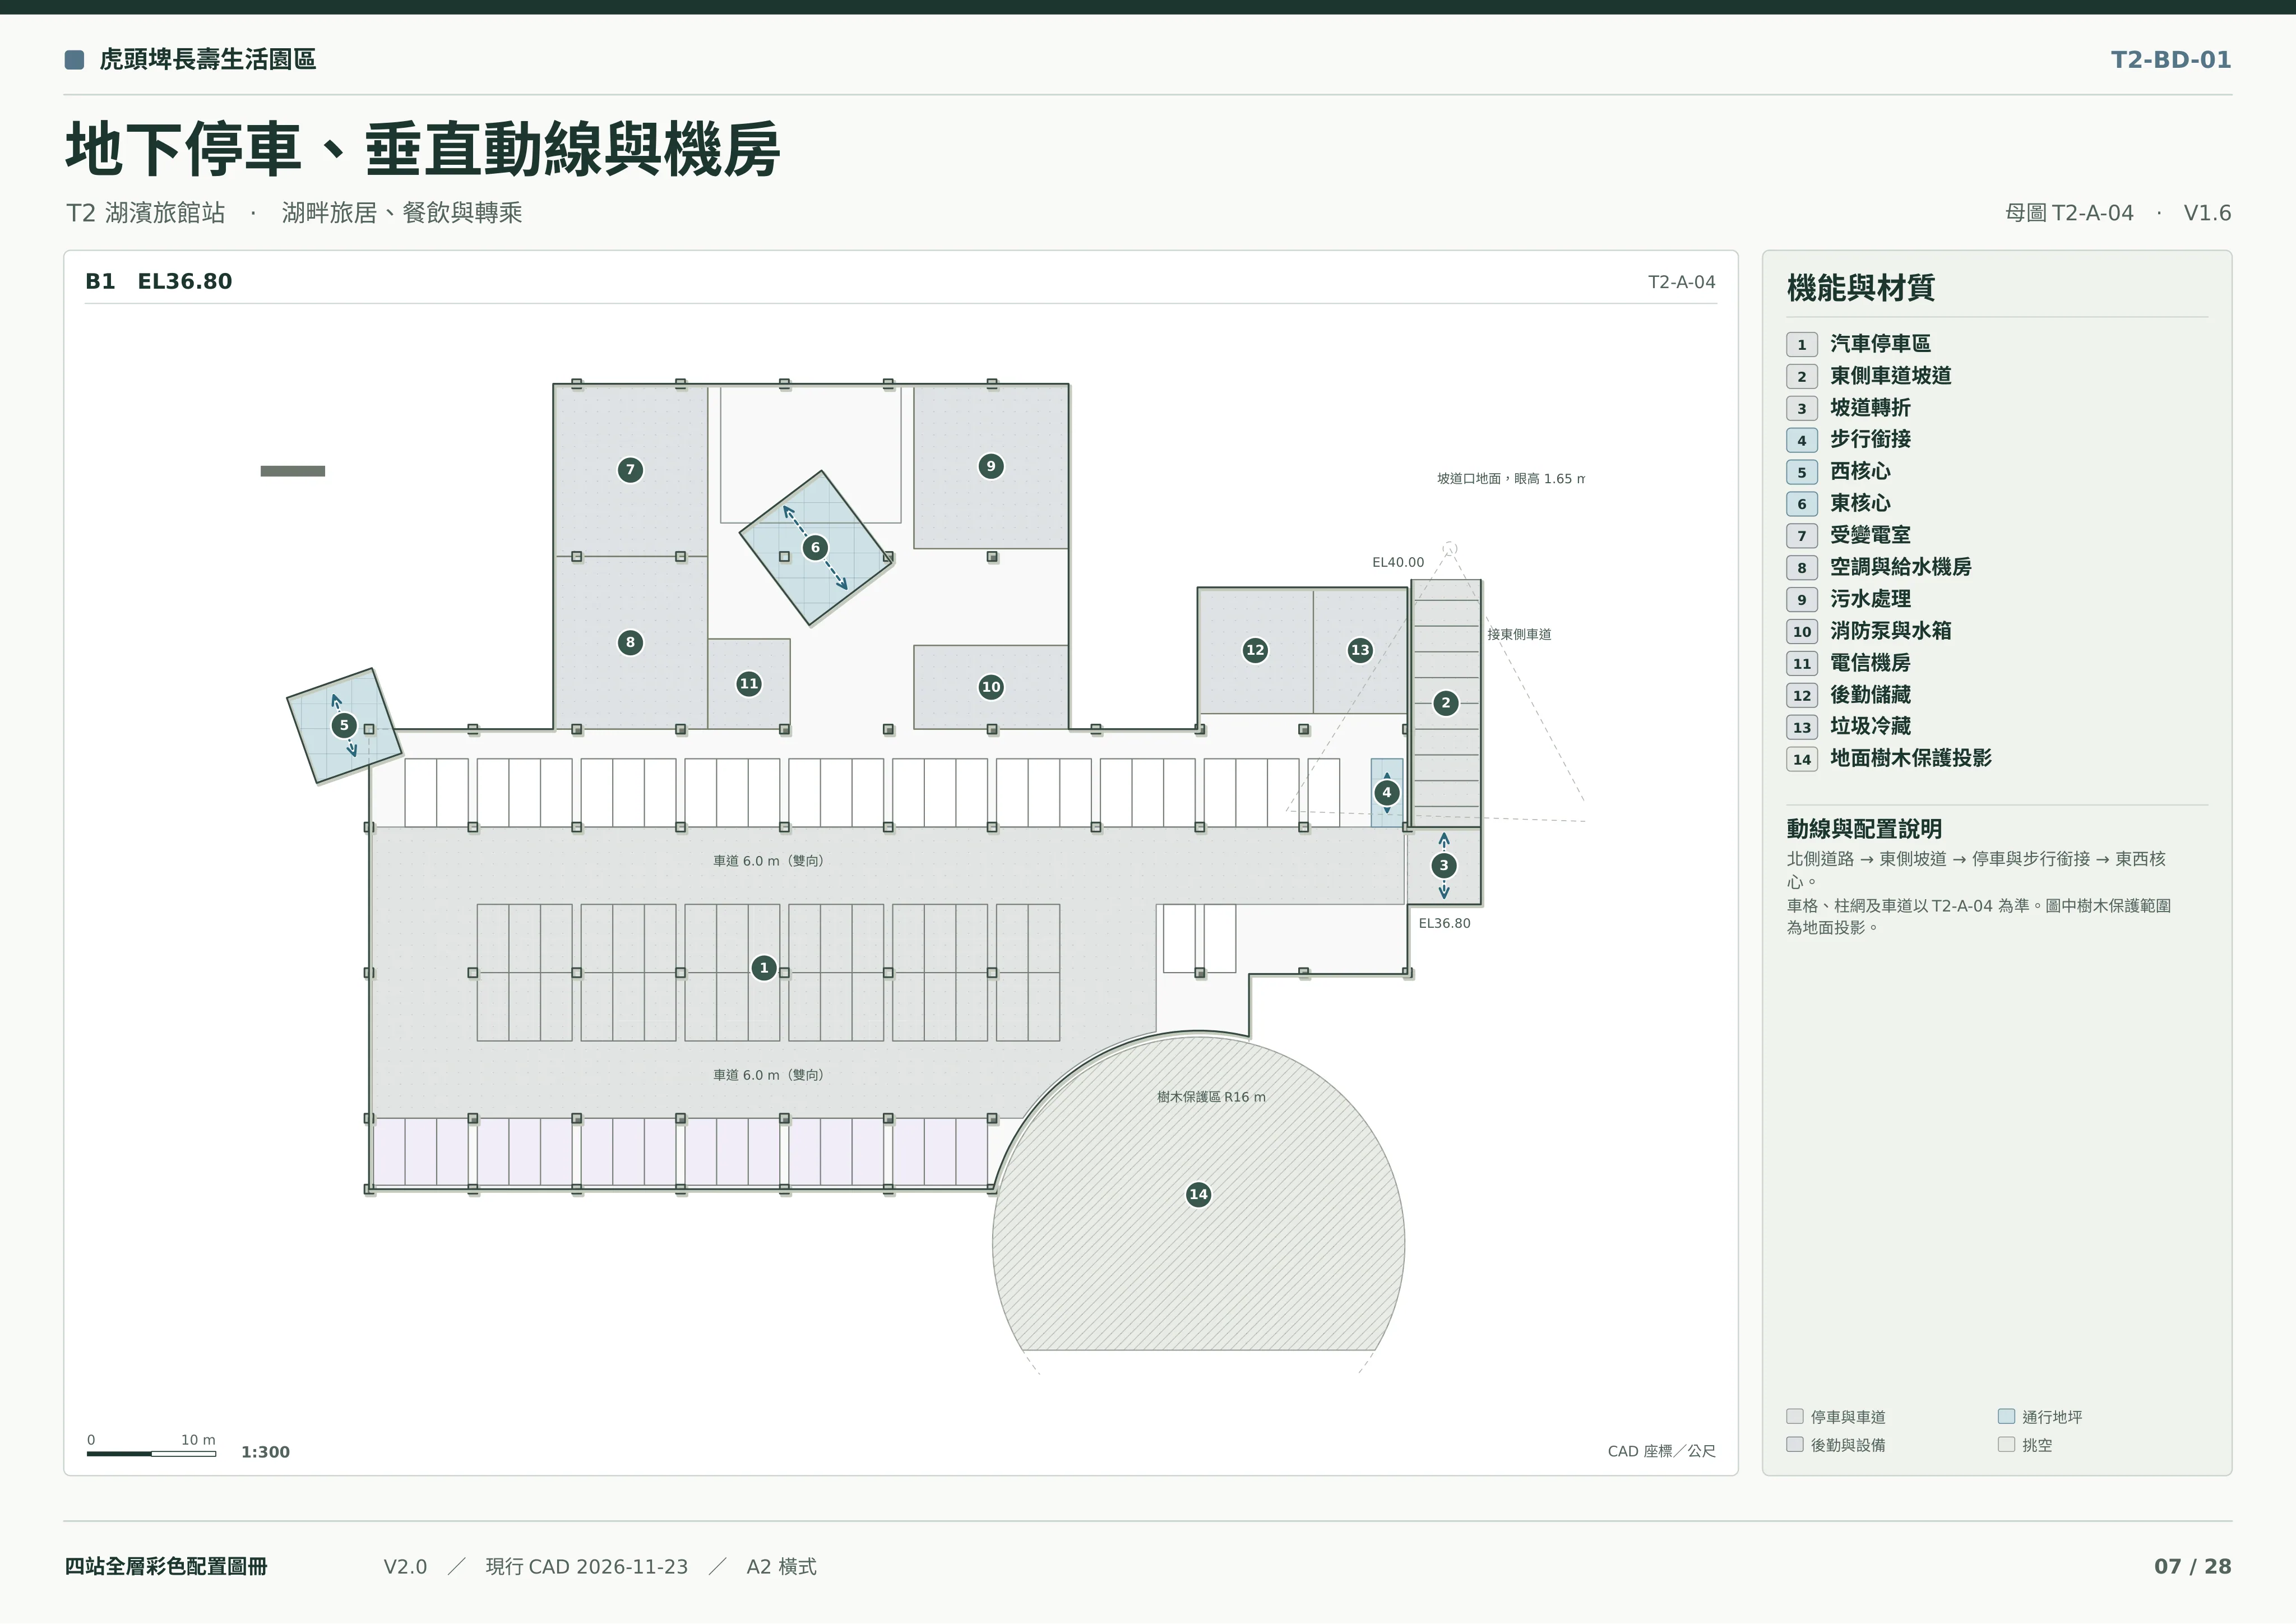 虎頭埤長壽生活園區
T2-BD-01
地下停車、垂直動線與機房
T2 湖濱旅館站 · 湖畔旅居、餐飲與轉乘
母圖 T2-A-04 · V1.6
B1 EL36.80
T2-A-04
7
9
坡道口地面，眼高 1.65 m
6
EL40.00
8
12
13
接東側車道
11
10
2
5
4
車道 6.0 m（雙向）
3
EL36.80
1
車道 6.0 m（雙向）
樹木保護區 R16 m
14
0 10 m
1:300
CAD 座標／公尺
機能與材質
1 汽車停車區
2 東側車道坡道
3 坡道轉折
4 步行銜接
5 西核心
6 東核心
7 受變電室
8 空調與給水機房
9 污水處理
10 消防泵與水箱
11 電信機房
12 後勤儲藏
13 垃圾冷藏
14 地面樹木保護投影
動線與配置說明
北側道路 → 東側坡道 → 停車與步行銜接 → 東西核
心。
車格、柱網及車道以 T2-A-04 為準。圖中樹木保護範圍
為地面投影。
停車與車道
通行地坪
後勤與設備
挑空
四站全層彩色配置圖冊
V2.0 ／ 現行 CAD 2026-11-23 ／ A2 橫式
07 / 28